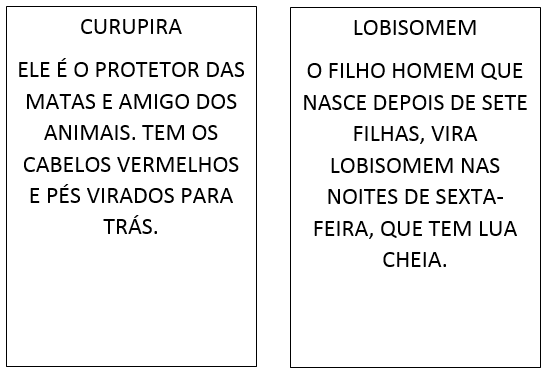 CURUPIRA
ELE É O PROTETOR DAS
MATAS E AMIGO DOS
ANIMAIS. TEM OS
CABELOS VERMELHOS
E PÉS VIRADOS PARA
TRÁS.
LOBISOMEM
O FILHO HOMEM QUE
NASCE DEPOIS DE SETE
FILHAS, VIRA
LOBISOMEM NAS
NOITES DE SEXTA-
FEIRA, QUE TEM LUA
CHEIA.